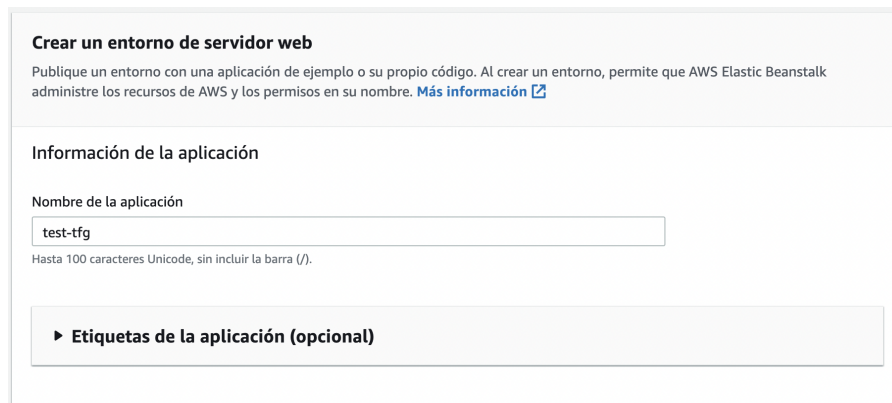 Crear un entorno de servidor web
Publique un entorno con una aplicación de ejemplo o su propio código. Al crear un entorno, permite que AWS Elastic Beanstalk
administre los recursos de AWS y los permisos en su nombre. Más información
Información de la aplicación
Nombre de la aplicación
test-tfg
Hasta 100 caracteres Unicode, sin incluir la barra (/).
Etiquetas de la aplicación (opcional)